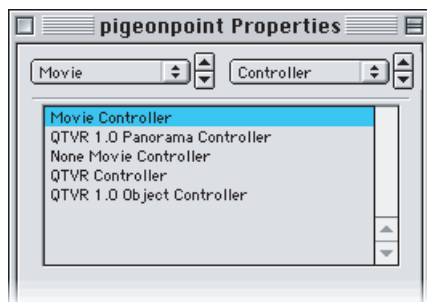 pigeonpoint Properties
Movie Controller
Movie Controller
QTVR 1.0 Panorama Controller
None Movie Controller
QTVR Controller
QTVR 1.0 Object Controller